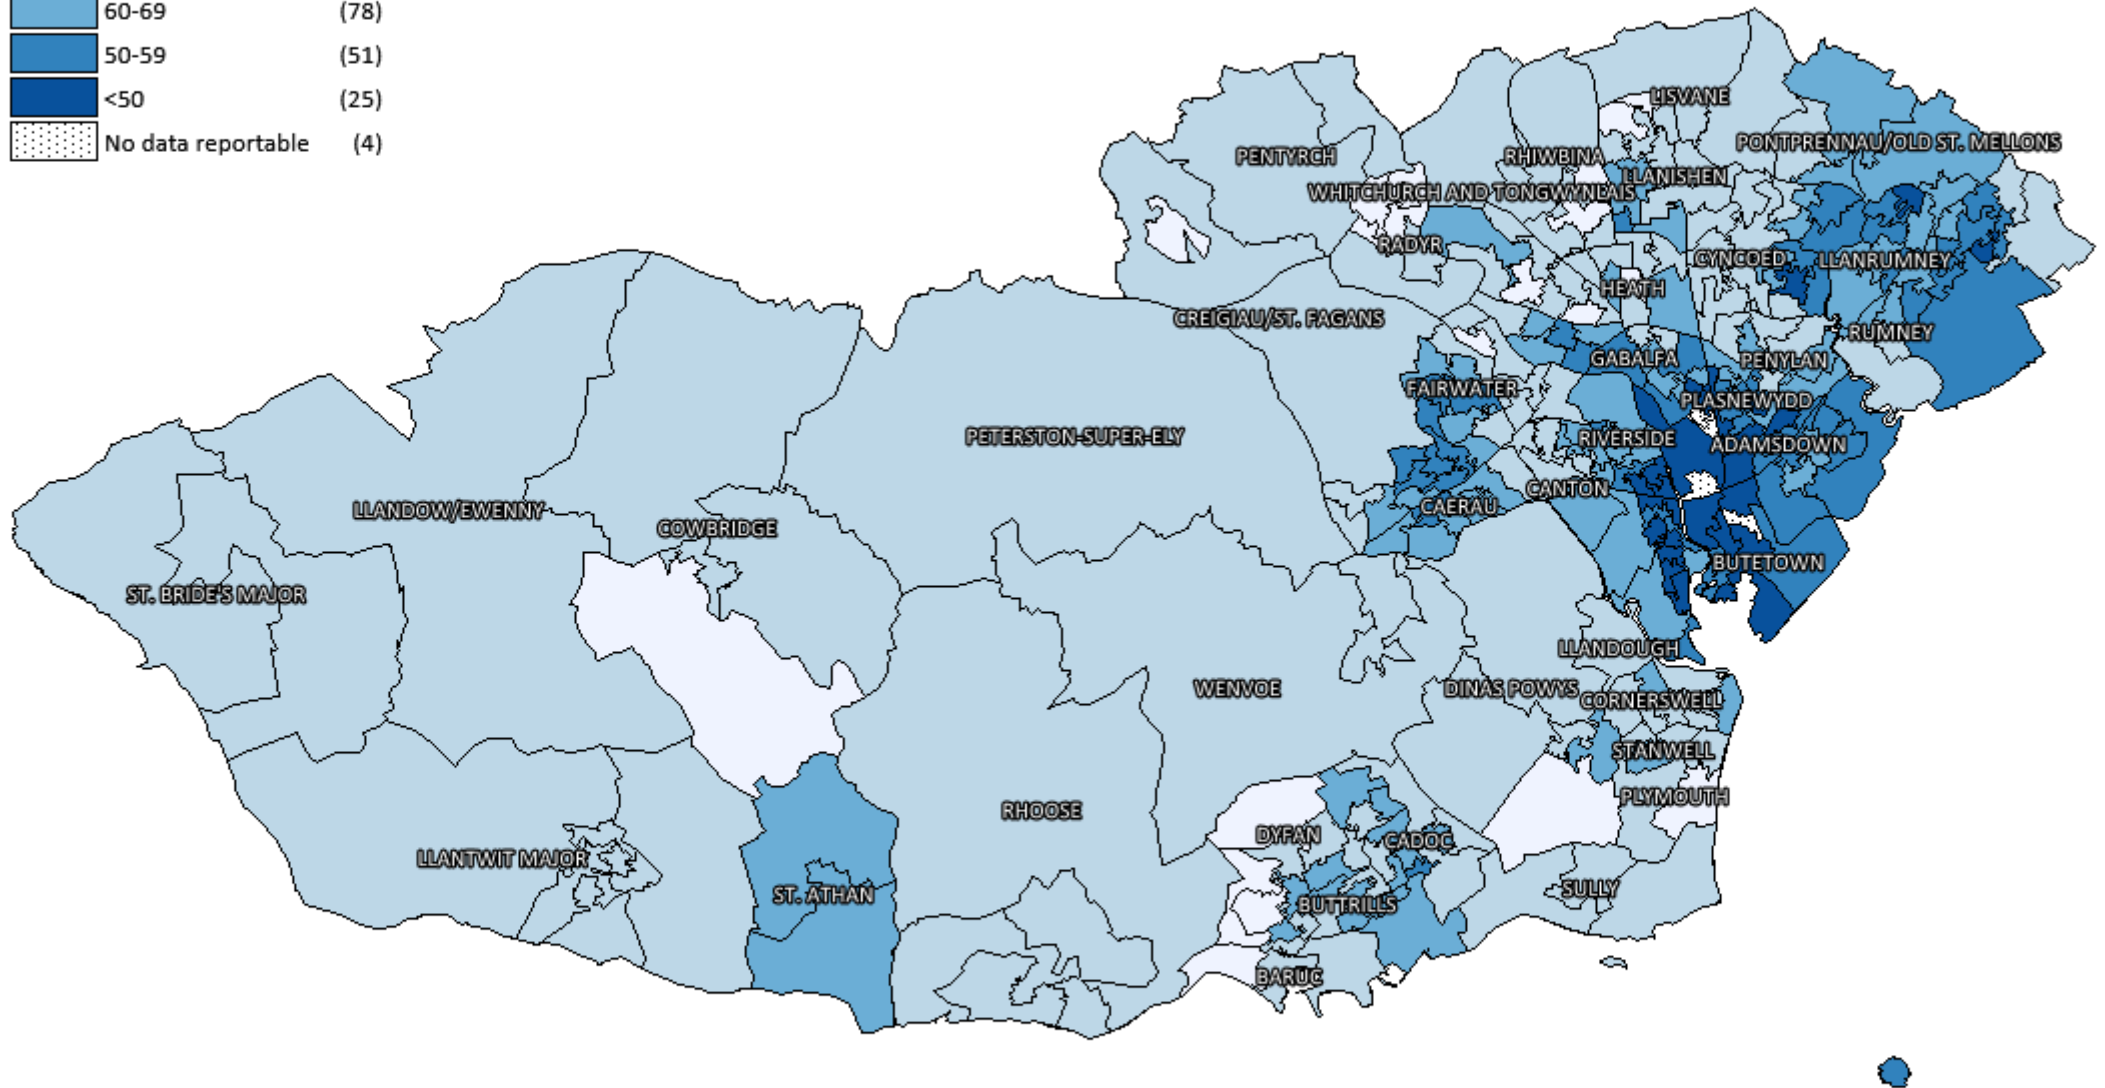 60-69 (78)
50-59 (51)
<50 (25)
No data reportable (4)
LISVANE
PENTYRCH
RHIWBINA
PONTPRENNAU/OLD ST. MELLONS
WHITCHURCH AND TONGWYNLAIS
LLANISHEN
RADYR
CYNCOED
LLANRUMNEY
HEATH
CREIGIAU/ST. FAGANS
RUMNEY
GABALFA
PENYLAN
FAIRWATER
PLASNEWYDD
PETERSTON-SUPER-ELY
RIVERSIDE
ADAMSDOWN
CANTON
LLANDOW/EWENNY
COWBRIDGE
CAERAU
BUTETOWN
ST. BRIDE'S MAJOR
LLANDOUGH
WENVOE
DINAS POWYS
CORNERSWELL
STANWELL
PLYMOUTH
RHOOSE
DYFAN
CADOC
LLANTWIT MAJOR
ST. ATHAN
SULLY
BUTTRILLS
BARUC